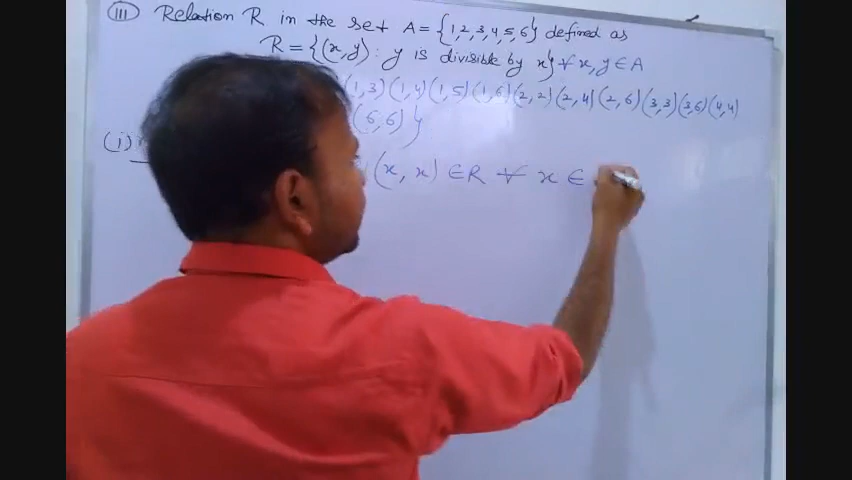 (iii) Relation R in the set A = {1,2,3,4,5,6} defined as
R = {(x,y) : y is divisible by x} ∀ x,y ∈ A
(1,3)(1,4)(1,5)(1,6)(2,2)(2,4)(2,6)(3,3)(3,6)(4,4)
(6,6)}
(i)
(x,x) ∈ R ∀ x ∈